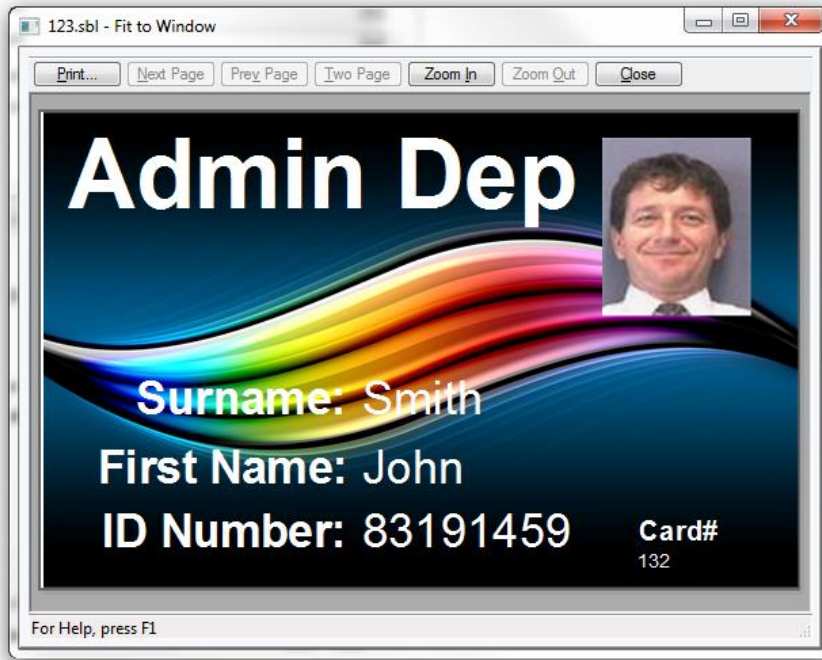 123.sbl - Fit to Window
Print... Next Page Prev Page Two Page Zoom In Zoom Out Close
Admin Dep
Surname: Smith
First Name: John
ID Number: 83191459
Card#
132
For Help, press F1